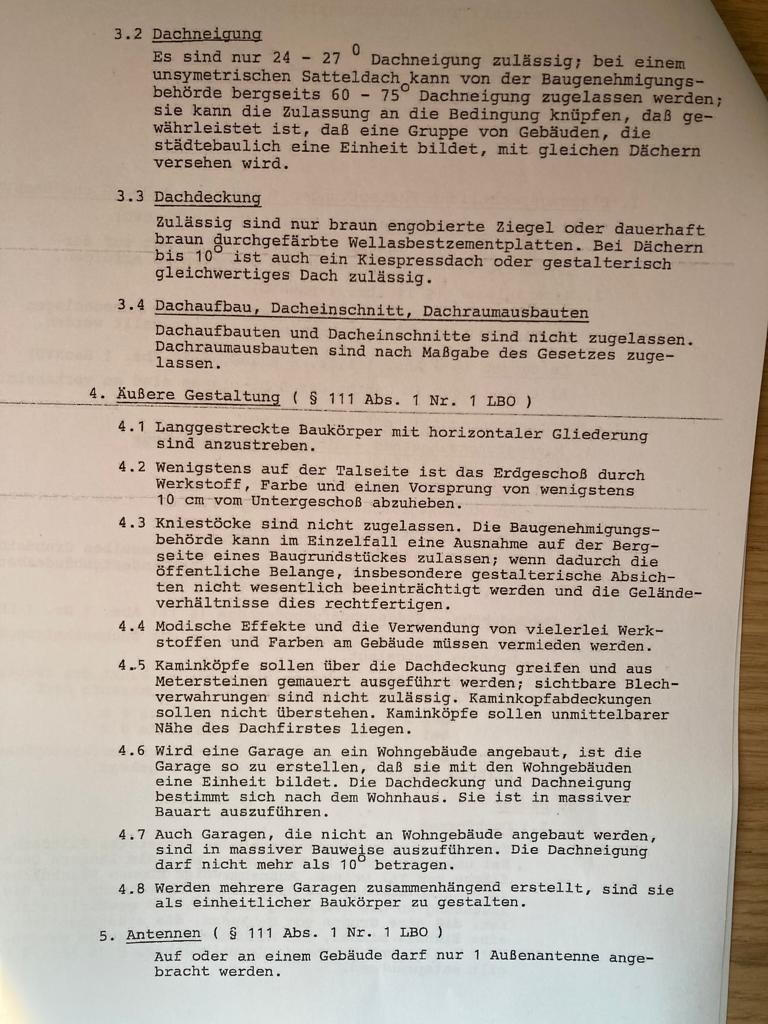 3.2 Dachneigung
Es sind nur 24 - 27 ° Dachneigung zulässig; bei einem
unsymetrischen Satteldach kann von der Baugenehmigungs-
behörde bergseits 60 - 75° Dachneigung zugelassen werden;
sie kann die Zulassung an die Bedingung knüpfen, daß ge-
währleistet ist, daß eine Gruppe von Gebäuden, die
städtebaulich eine Einheit bildet, mit gleichen Dächern
versehen wird.
3.3 Dachdeckung
Zulässig sind nur braun engobierte Ziegel oder dauerhaft
braun durchgefärbte Wellasbestzementplatten. Bei Dächern
bis 10° ist auch ein Kiespressdach oder gestalterisch
gleichwertiges Dach zulässig.
3.4 Dachaufbau, Dacheinschnitt, Dachraumausbauten
Dachaufbauten und Dacheinschnitte sind nicht zugelassen.
Dachraumausbauten sind nach Maßgabe des Gesetzes zuge-
lassen.
4. Äußere Gestaltung ( § 111 Abs. 1 Nr. 1 LBO )
4.1 Langgestreckte Baukörper mit horizontaler Gliederung
sind anzustreben.
4.2 Wenigstens auf der Talseite ist das Erdgeschoß durch
Werkstoff, Farbe und einen Vorsprung von wenigstens
10 cm vom Untergeschoß abzuheben.
4.3 Kniestöcke sind nicht zugelassen. Die Baugenehmigungs-
behörde kann im Einzelfall eine Ausnahme auf der Berg-
seite eines Baugrundstückes zulassen; wenn dadurch die
öffentliche Belange, insbesondere gestalterische Absich-
ten nicht wesentlich beeinträchtigt werden und die Gelände-
verhältnisse dies rechtfertigen.
4.4 Modische Effekte und die Verwendung von vielerlei Werk-
stoffen und Farben am Gebäude müssen vermieden werden.
4.5 Kaminköpfe sollen über die Dachdeckung greifen und aus
Metersteinen gemauert ausgeführt werden; sichtbare Blech-
verwahrungen sind nicht zulässig. Kaminkopfabdeckungen
sollen nicht überstehen. Kaminköpfe sollen unmittelbarer
Nähe des Dachfirstes liegen.
4.6 Wird eine Garage an ein Wohngebäude angebaut, ist die
Garage so zu erstellen, daß sie mit den Wohngebäuden
eine Einheit bildet. Die Dachdeckung und Dachneigung
bestimmt sich nach dem Wohnhaus. Sie ist in massiver
Bauart auszuführen.
4.7 Auch Garagen, die nicht an Wohngebäude angebaut werden,
sind in massiver Bauweise auszuführen. Die Dachneigung
darf nicht mehr als 10° betragen.
4.8 Werden mehrere Garagen zusammenhängend erstellt, sind sie
als einheitlicher Baukörper zu gestalten.
5. Antennen ( § 111 Abs. 1 Nr. 1 LBO )
Auf oder an einem Gebäude darf nur 1 Außenantenne ange-
bracht werden.